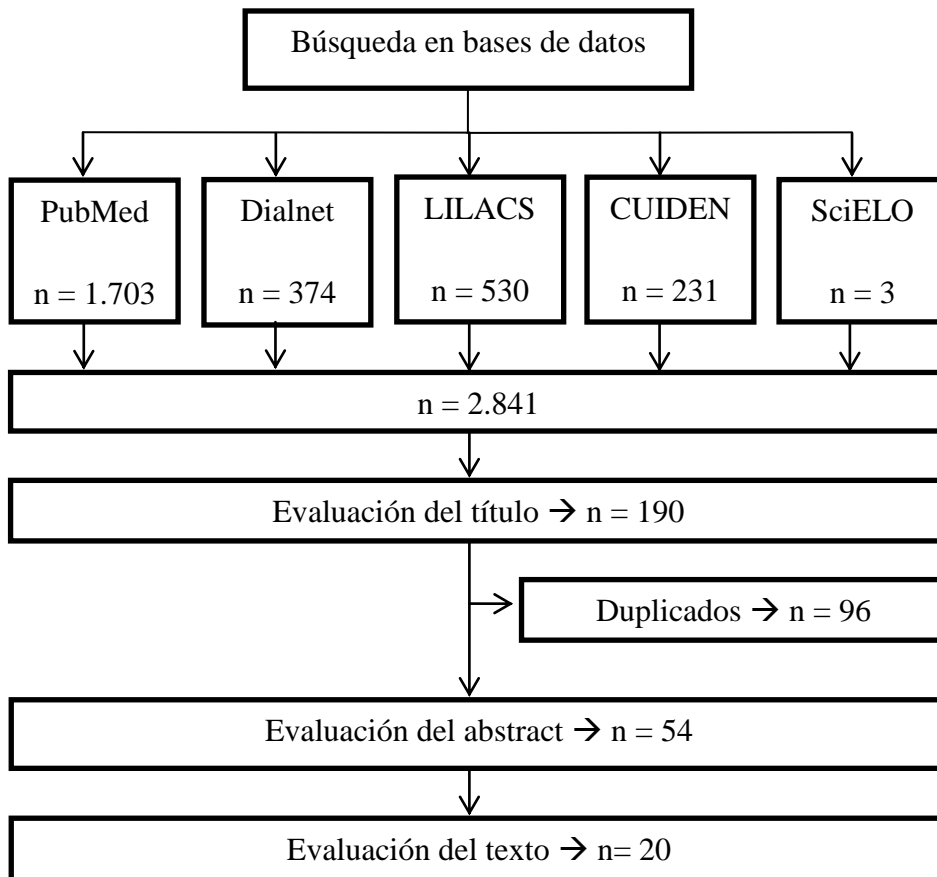 Búsqueda en bases de datos
PubMed
n = 1.703
Dialnet
n = 374
LILACS
n = 530
CUIDEN
n = 231
SciELO
n = 3
n = 2.841
Evaluación del título → n = 190
Duplicados → n = 96
Evaluación del abstract → n = 54
Evaluación del texto → n= 20